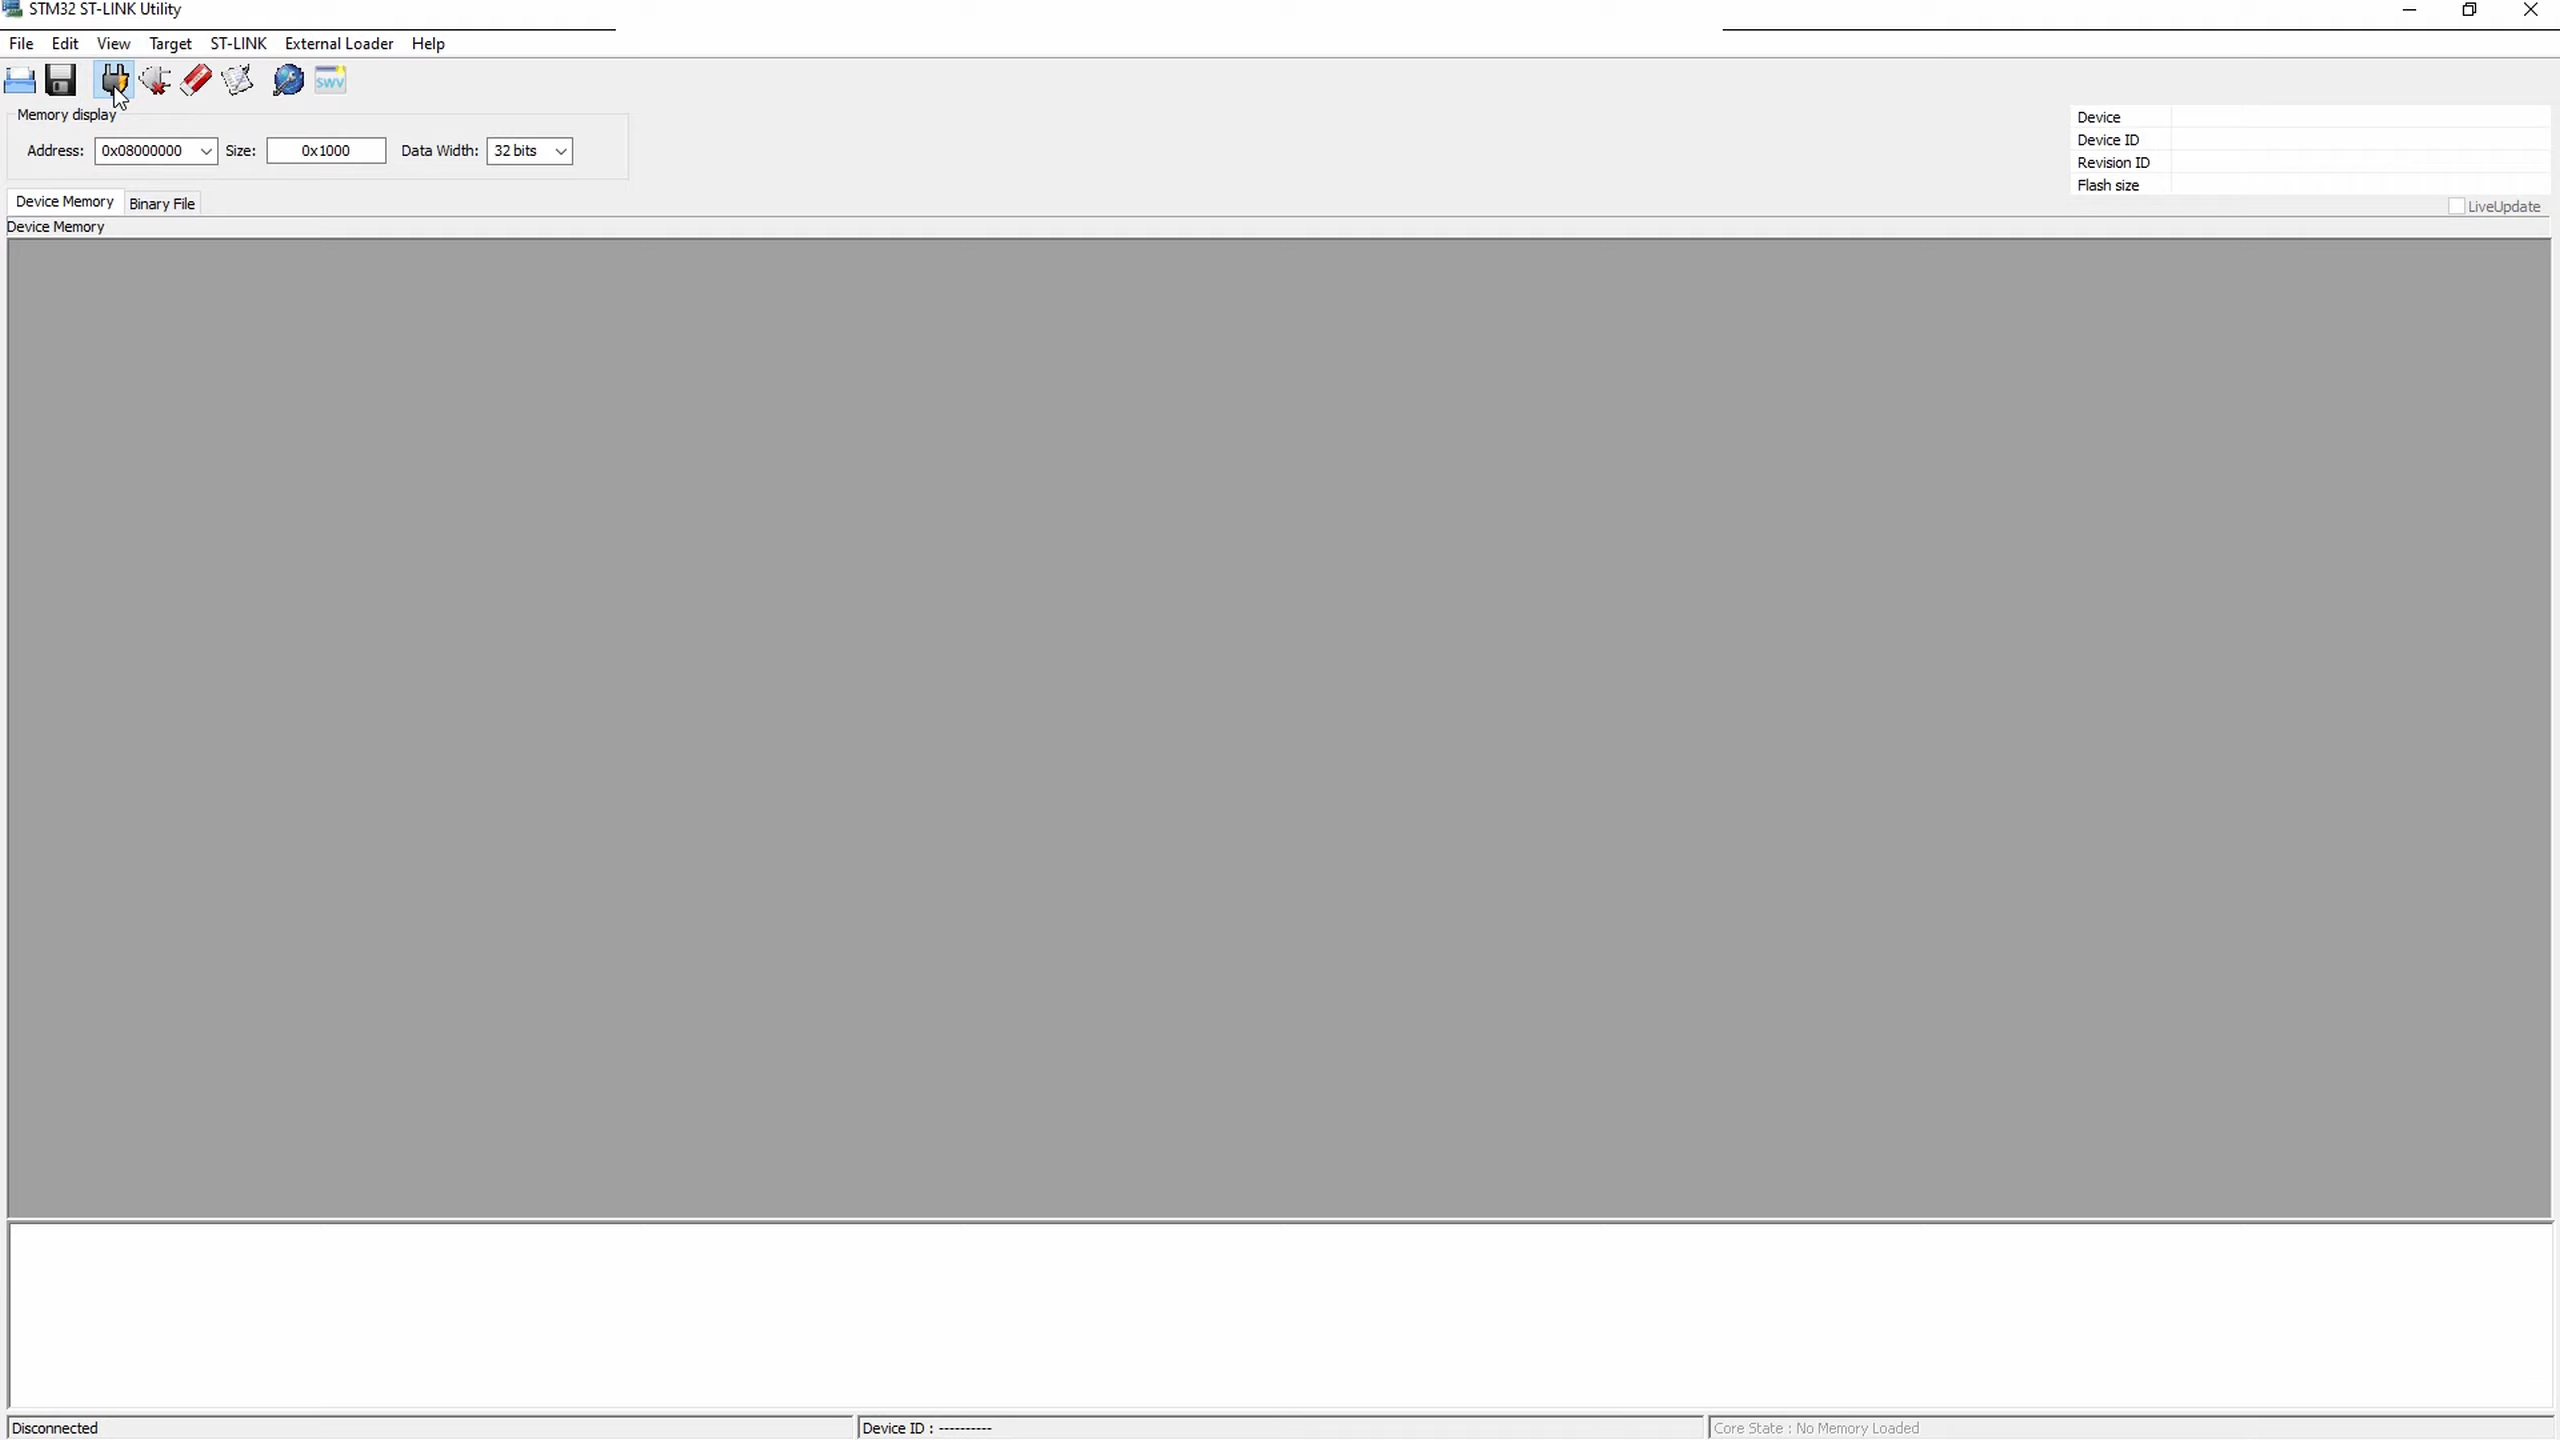 STM32 ST-LINK Utility
File Edit View Target ST-LINK External Loader Help
SWV
Memory display
Address: 0x08000000 Size: 0x1000 Data Width: 32 bits
Device
Device ID
Revision ID
Flash size
Device Memory Binary File
LiveUpdate
Device Memory
Disconnected
Device ID : ----------
Core State : No Memory Loaded